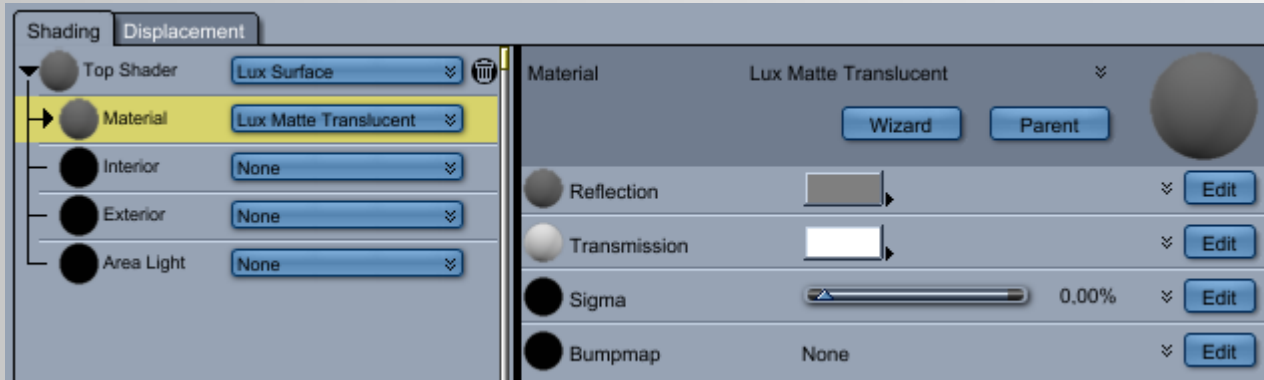 Shading Displacement
Top Shader Lux Surface
Material Lux Matte Translucent
Interior None
Exterior None
Area Light None
Material Lux Matte Translucent
Wizard Parent
Reflection Edit
Transmission Edit
Sigma 0,00% Edit
Bumpmap None Edit